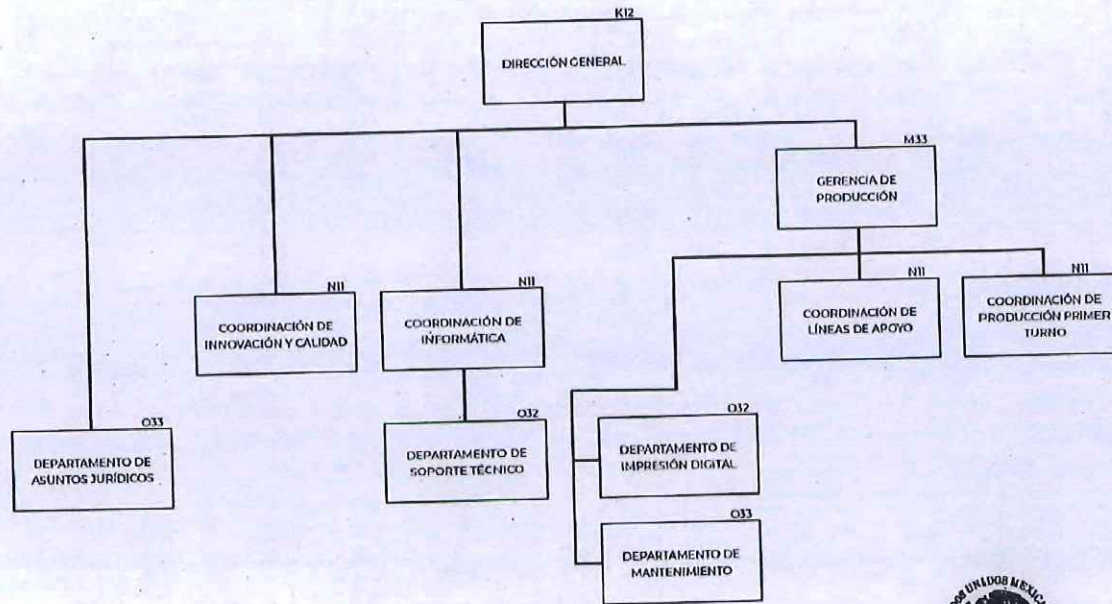 K12
DIRECCIÓN GENERAL
M33
GERENCIA DE
PRODUCCIÓN
N11
COORDINACIÓN DE
INNOVACIÓN Y CALIDAD
N11
COORDINACIÓN DE
INFORMÁTICA
N11
COORDINACIÓN DE
LÍNEAS DE APOYO
N11
COORDINACIÓN DE
PRODUCCIÓN PRIMER
TURNO
O33
DEPARTAMENTO DE
ASUNTOS JURÍDICOS
O32
DEPARTAMENTO DE
SOPORTE TÉCNICO
O32
DEPARTAMENTO DE
IMPRESIÓN DIGITAL
O33
DEPARTAMENTO DE
MANTENIMIENTO
UNIDOS